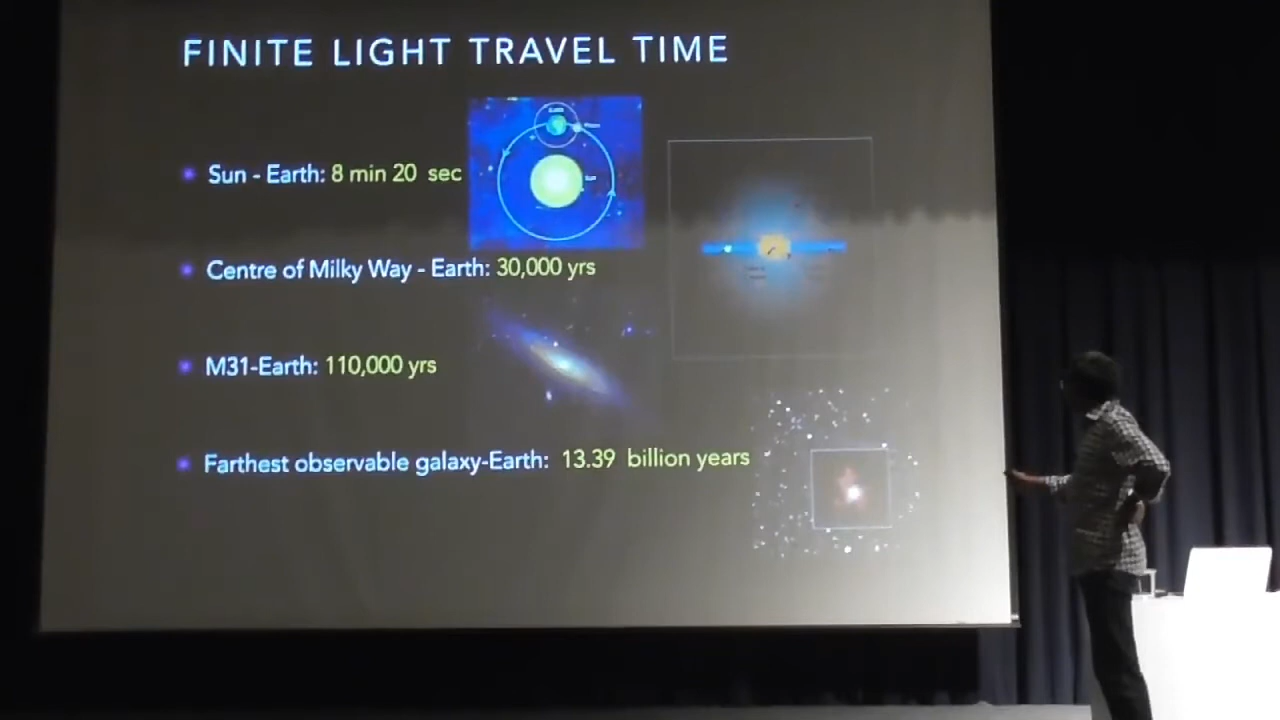 FINITE LIGHT TRAVEL TIME
Sun - Earth: 8 min 20 sec
Centre of Milky Way - Earth: 30,000 yrs
M31-Earth: 110,000 yrs
Farthest observable galaxy-Earth: 13.39 billion years